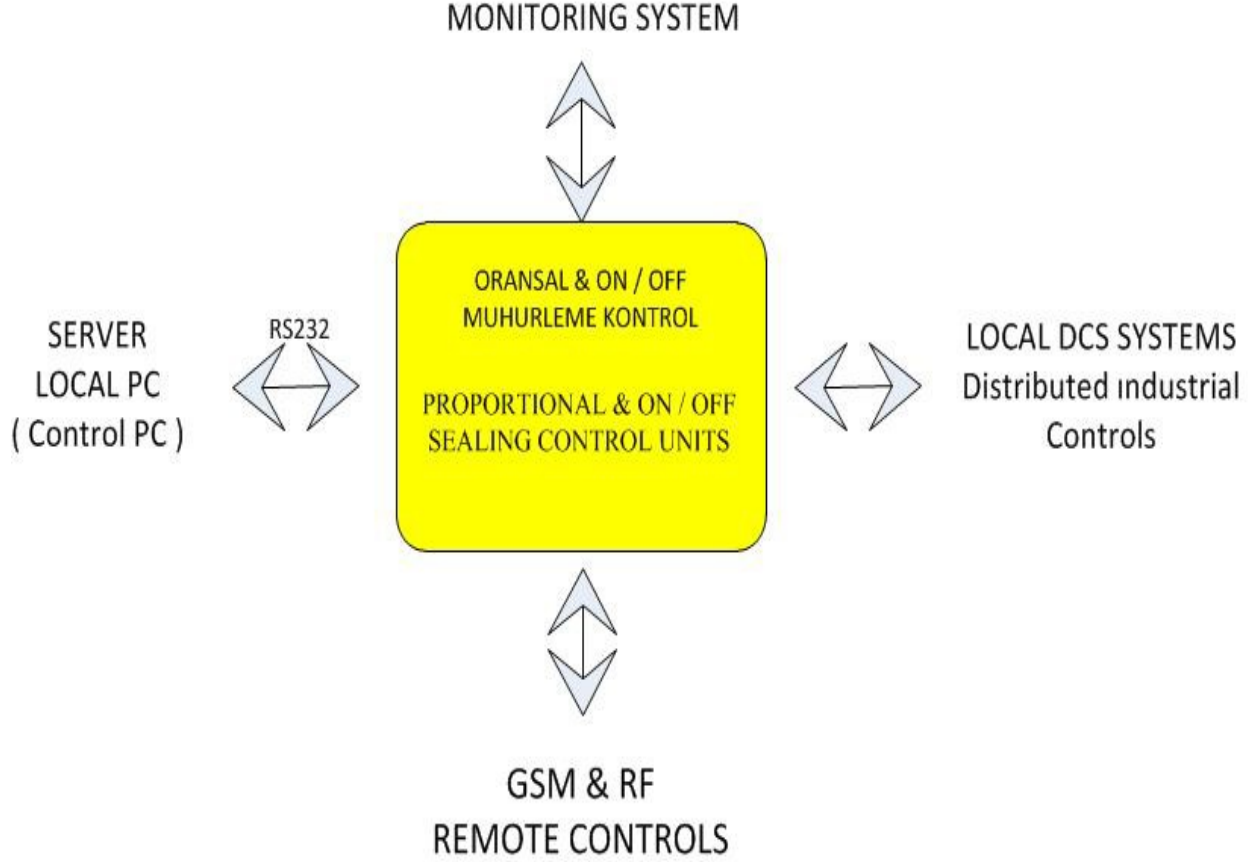 MONITORING SYSTEM
ORANSAL & ON / OFF
MUHURLEME KONTROL
PROPORTIONAL & ON / OFF
SEALING CONTROL UNITS
RS232
SERVER
LOCAL PC
( Control PC )
LOCAL DCS SYSTEMS
Distributed ındustrial
Controls
GSM & RF
REMOTE CONTROLS